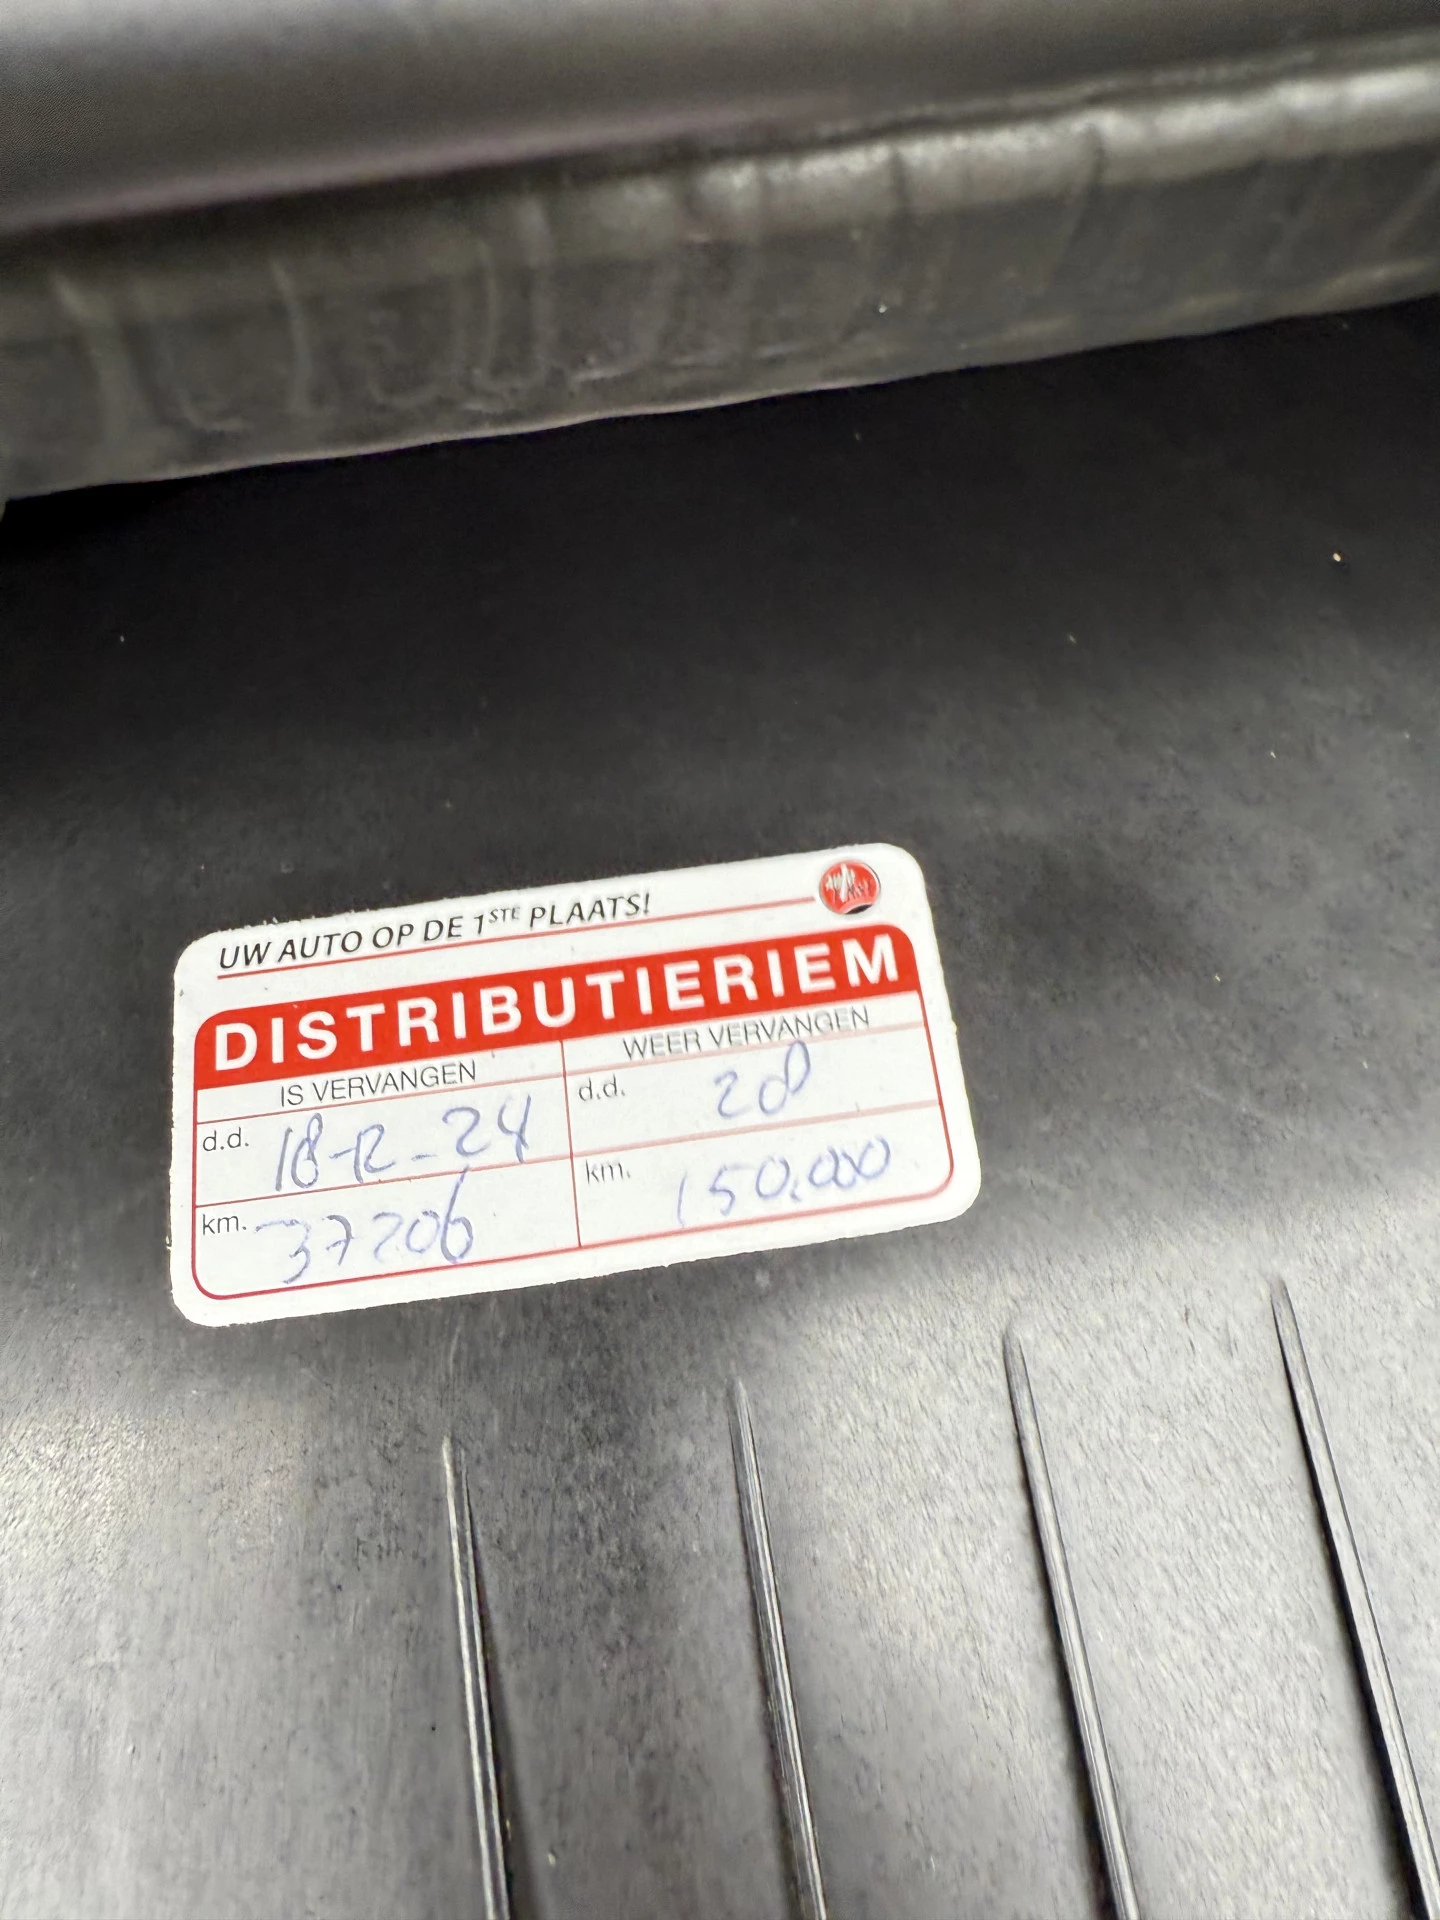 UW AUTO OP DE 1STE PLAATS!
DISTRIBUTIERIEM
IS VERVANGEN
WEER VERVANGEN
d.d. 18-12-24
d.d. 28
km. 37206
km. 150.000